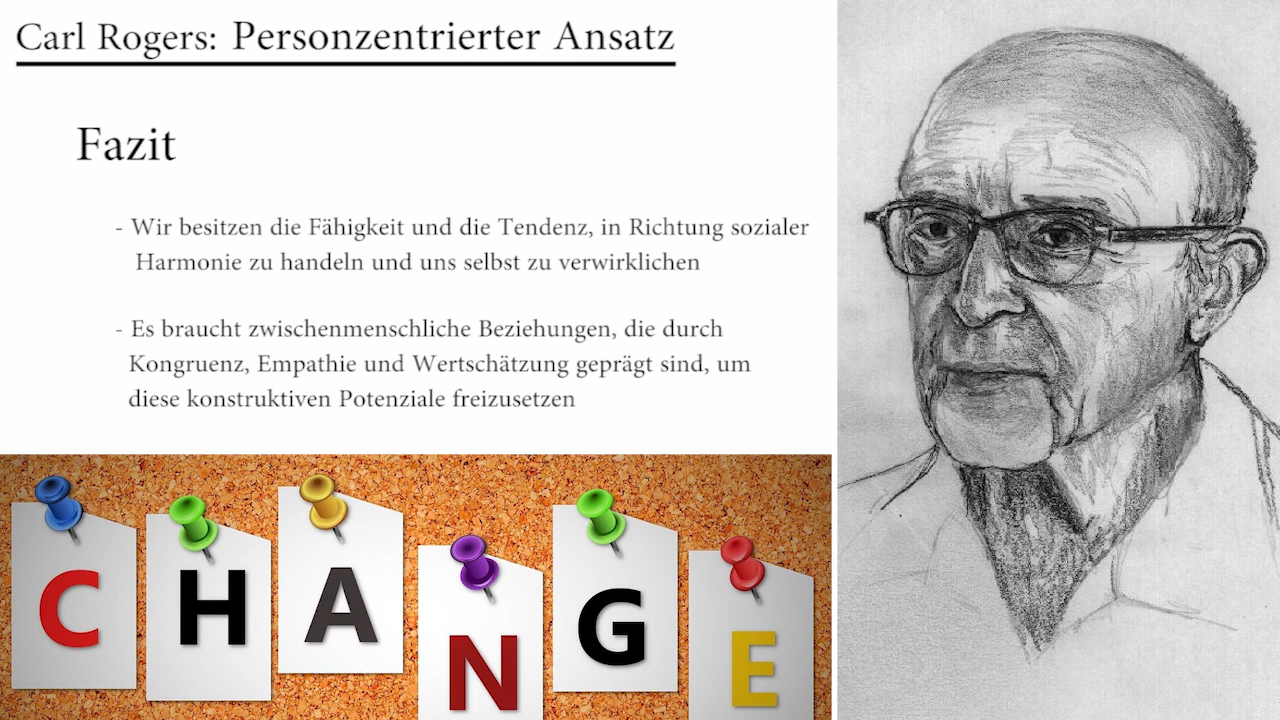 Carl Rogers: Personzentrierter Ansatz
Fazit
- Wir besitzen die Fähigkeit und die Tendenz, in Richtung sozialer
Harmonie zu handeln und uns selbst zu verwirklichen
- Es braucht zwischenmenschliche Beziehungen, die durch
Kongruenz, Empathie und Wertschätzung geprägt sind, um
diese konstruktiven Potenziale freizusetzen
CHANGE